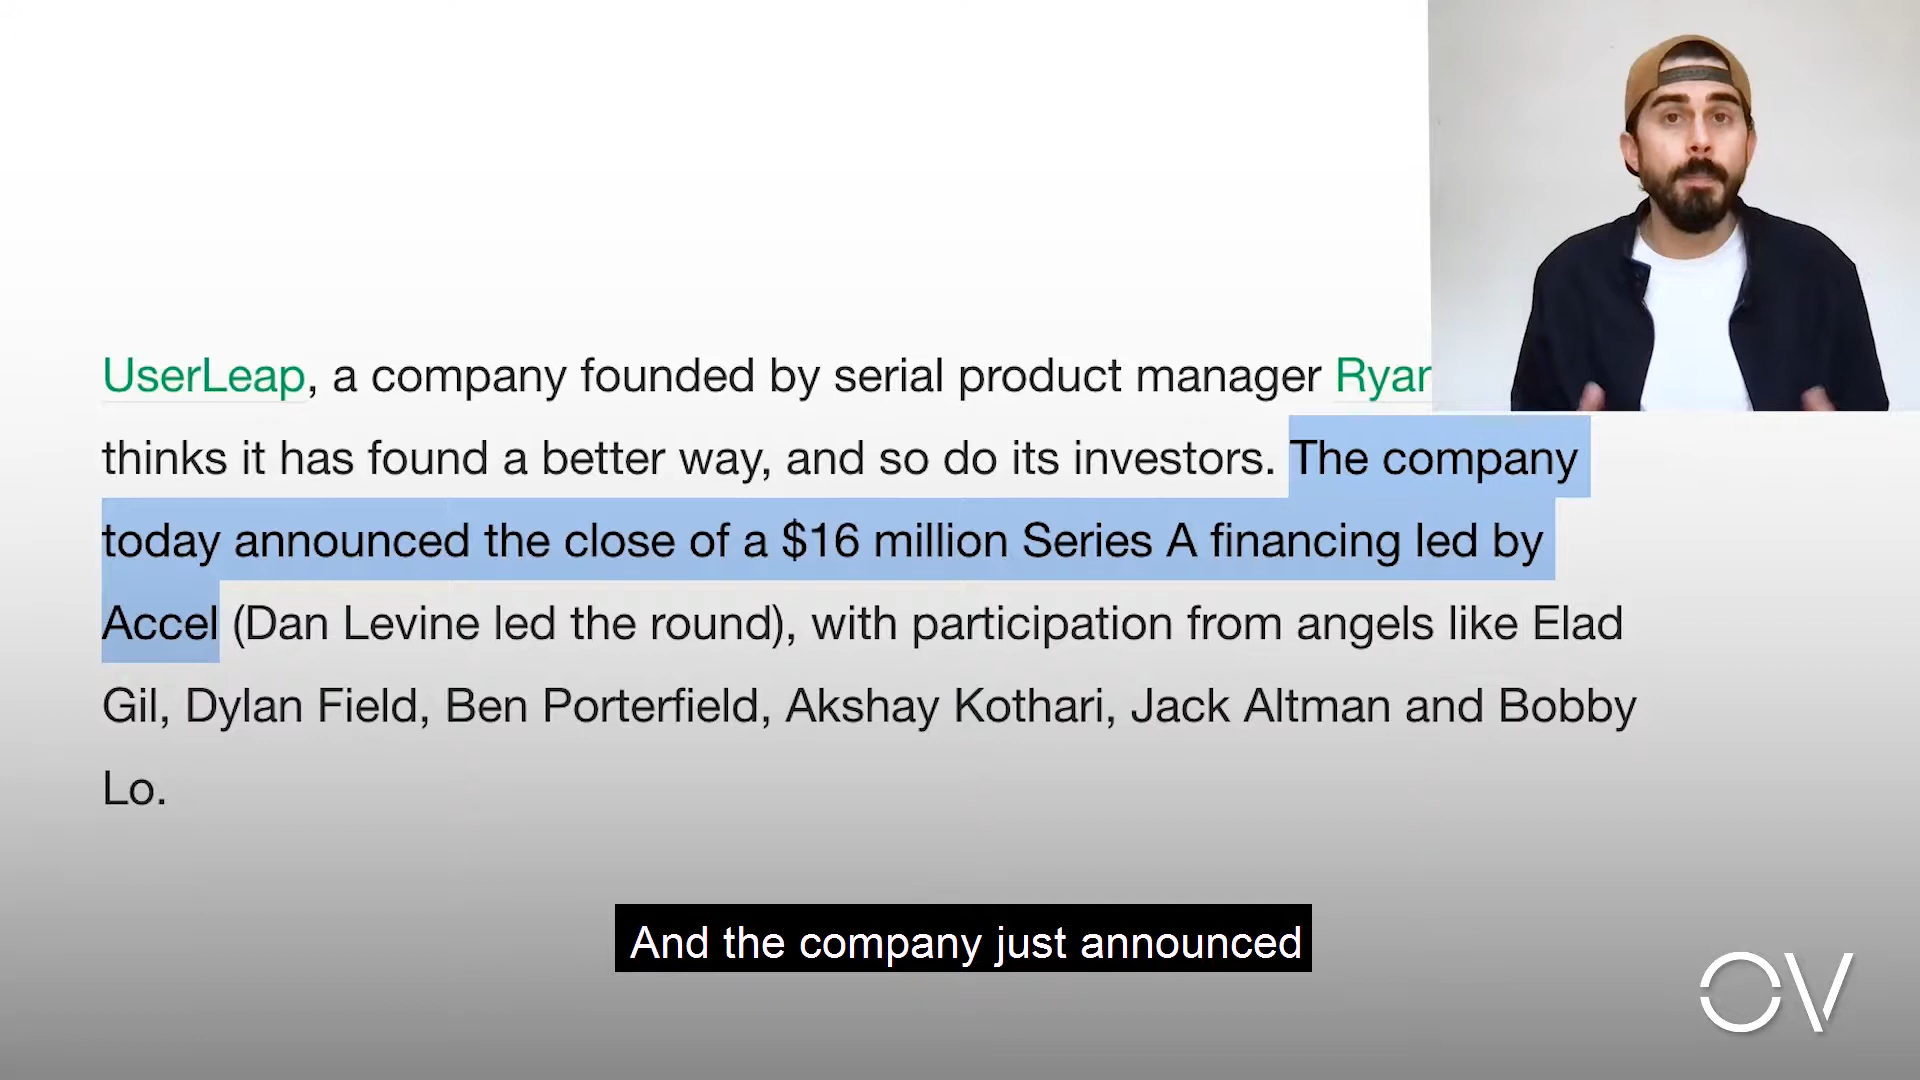 UserLeap, a company founded by serial product manager Ryan
thinks it has found a better way, and so do its investors. The company
today announced the close of a $16 million Series A financing led by
Accel (Dan Levine led the round), with participation from angels like Elad
Gil, Dylan Field, Ben Porterfield, Akshay Kothari, Jack Altman and Bobby
Lo.
And the company just announced
OV